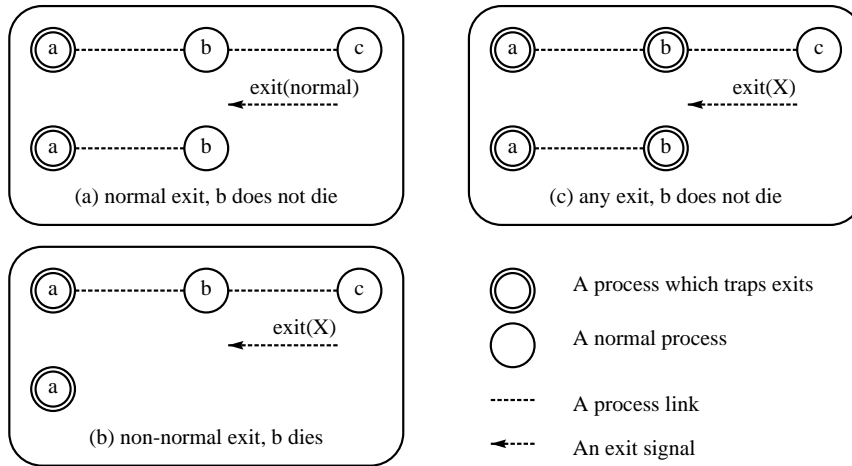 a b c
exit(normal)
a b
(a) normal exit, b does not die
a b c
exit(X)
a b
(c) any exit, b does not die
a b c
exit(X)
a
(b) non-normal exit, b dies
A process which traps exits
A normal process
A process link
An exit signal